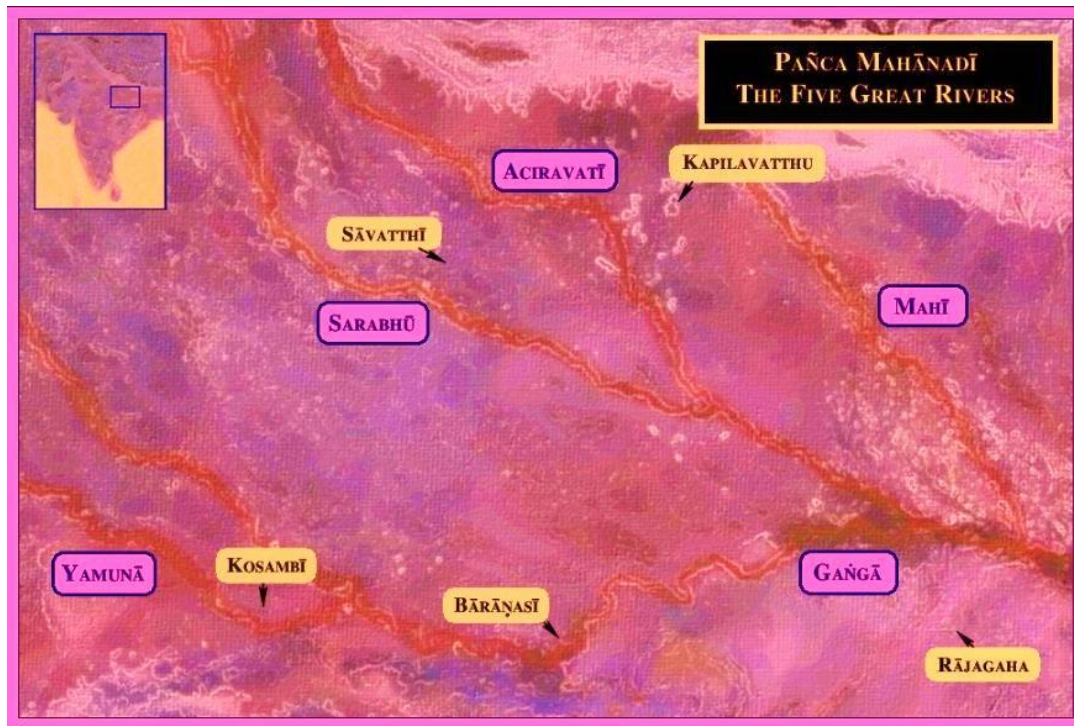 Pañca Mahānadī
The Five Great Rivers
Aciravatī
Kapilavatthu
Sāvatthī
Sarabhū
Mahī
Yamunā
Kosambī
Gaṅgā
Bārāṇasī
Rājagaha